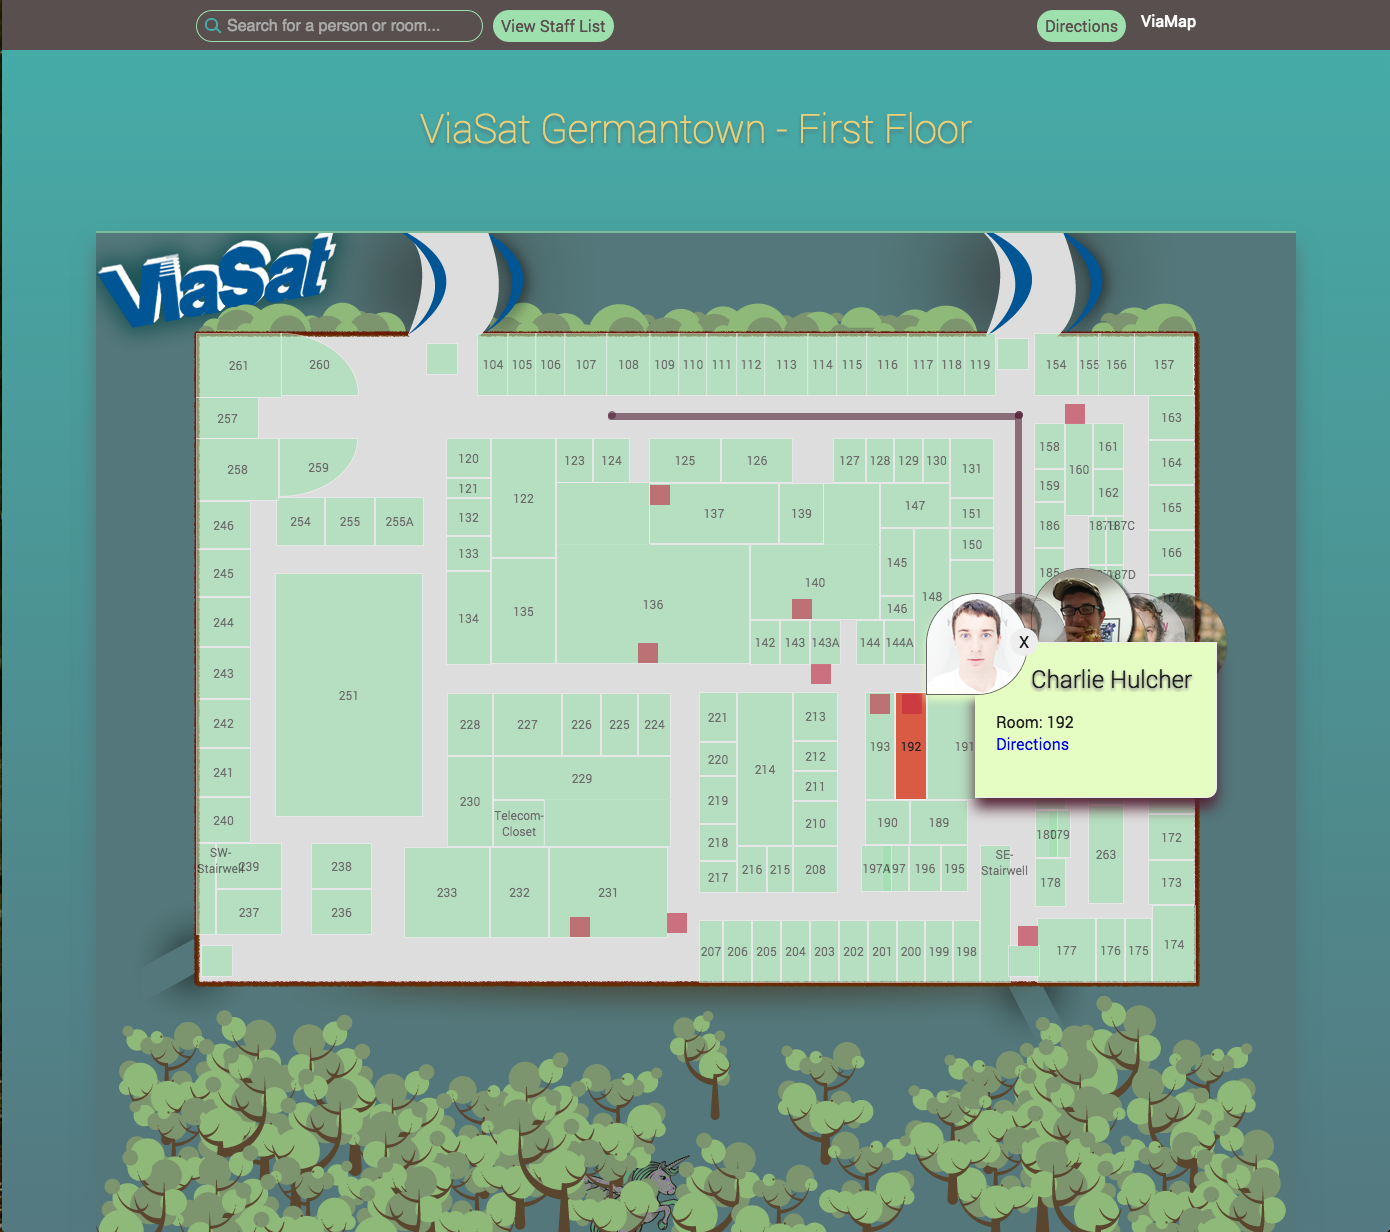 Search for a person or room...
View Staff List
Directions
ViaMap
ViaSat Germantown - First Floor
ViaSat
261 260 104 105 106 107 108 109 110 111 112 113 114 115 116 117 118 119 154 155 156 157
257 163
258 259 120 123 124 125 126 127 128 129 130 131 158 161 164
121 122 160
159 162 165
246 254 255 255A 132 137 139 147 151 186 187C
133 150 166
245 145 185 187D
140
244 134 135 136 146 148 167
142 143 143A 144 144A
243 251
X
Charlie Hulcher
Room: 192
Directions
242 228 227 226 225 224 221 213 193 192 191
220 214 212
241 229 211
240 230 219 210 190 189 172
Telecom-
Closet
SW-
Stairwell
239 238 218 263
SE-
Stairwell
233 232 231 217 216 215 208 197A 196 195 178 173
237 236
207 206 205 204 203 202 201 200 199 198 177 176 175 174